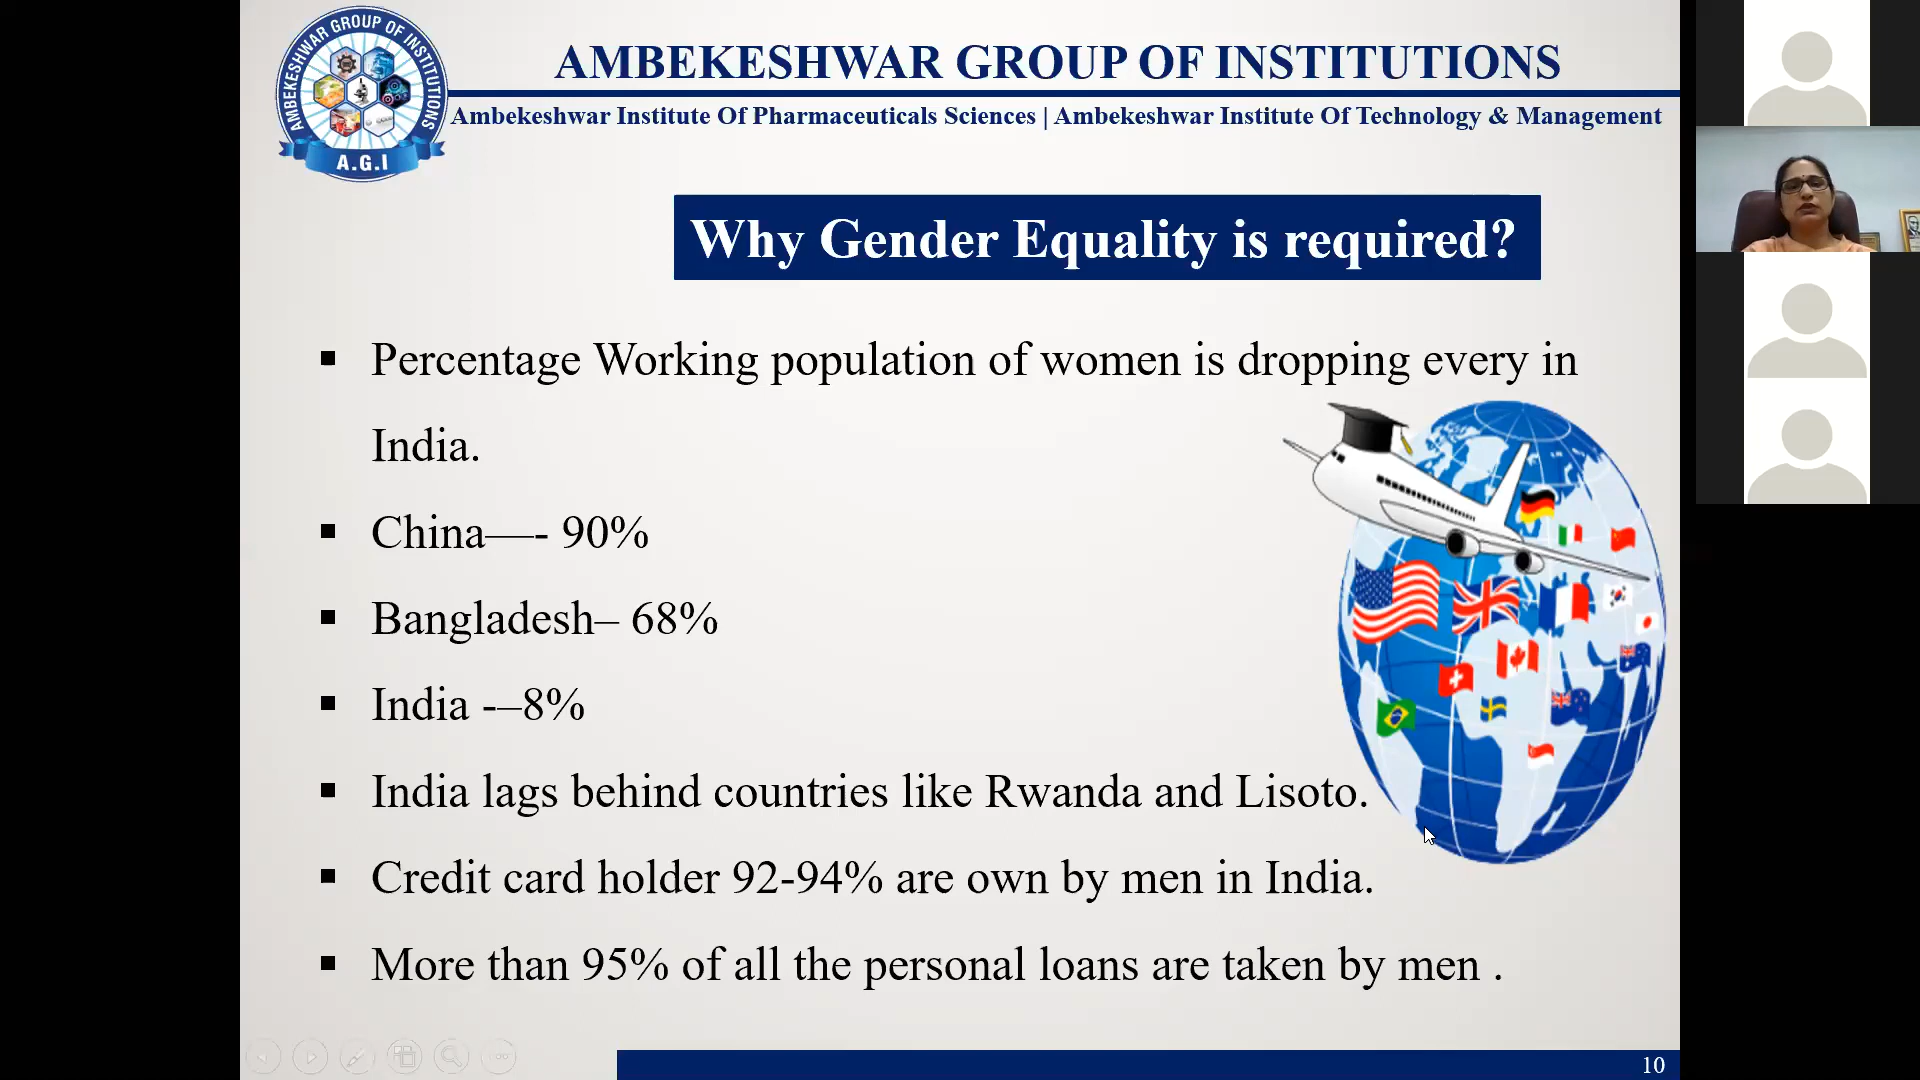 AMBEKESHWAR GROUP OF INSTITUTIONS
A.G.I
AMBEKESHWAR GROUP OF INSTITUTIONS
Ambekeshwar Institute Of Pharmaceuticals Sciences | Ambekeshwar Institute Of Technology & Management
Why Gender Equality is required?
▪ Percentage Working population of women is dropping every in
India.
▪ China—- 90%
▪ Bangladesh– 68%
▪ India -–8%
▪ India lags behind countries like Rwanda and Lisoto.
▪ Credit card holder 92-94% are own by men in India.
▪ More than 95% of all the personal loans are taken by men .
10